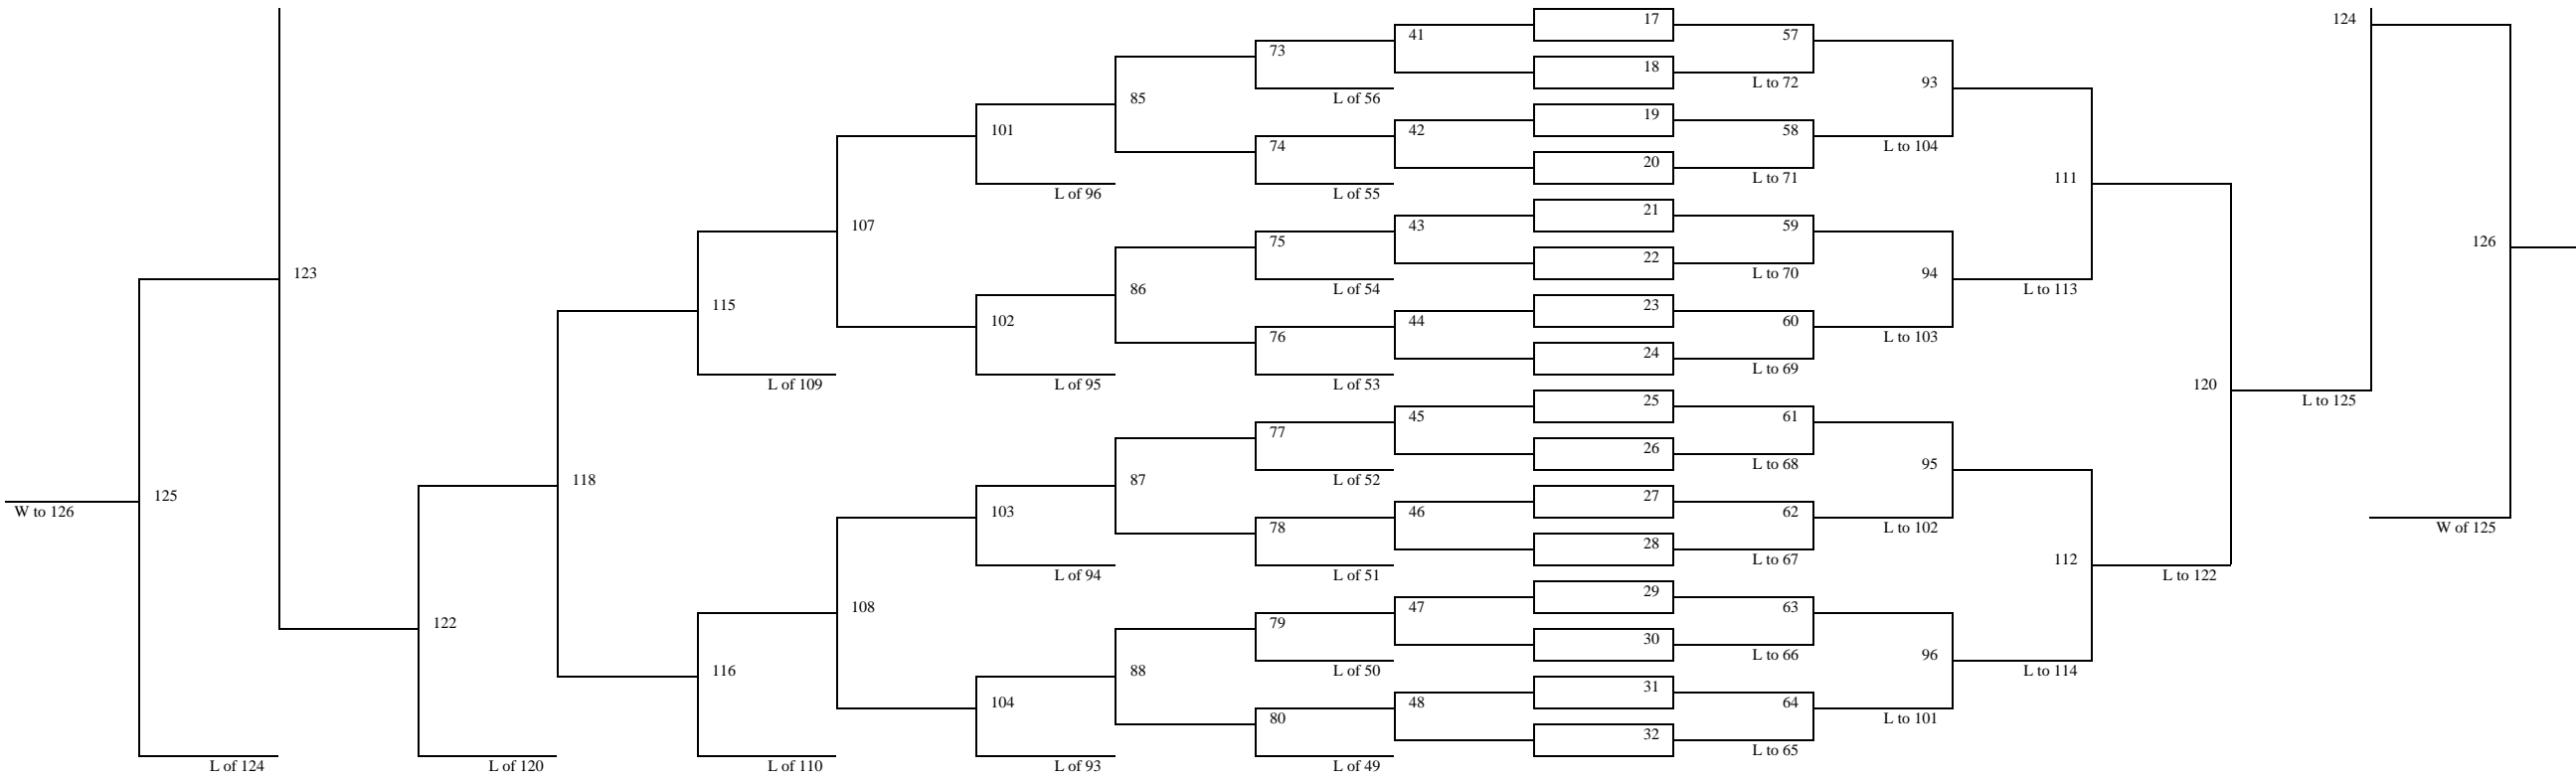 17
124
41
57
73
18
L to 72
93
85
L of 56
19
101
42
58
74
L to 104
20
L to 71
111
L of 96
L of 55
21
107
43
59
75
126
22
123
L to 70
94
86
L of 54
L to 113
115
23
102
44
60
76
L to 103
24
L to 69
L of 109
L of 95
L of 53
120
25
L to 125
45
61
77
26
L to 68
95
118
87
L of 52
125
27
W to 126
103
46
62
78
L to 102
W of 125
28
L to 67
112
L of 94
L of 51
L to 122
29
108
47
63
122
79
30
L to 66
96
116
88
L of 50
L to 114
31
104
48
64
80
L to 101
32
L to 65
L of 124
L of 120
L of 110
L of 93
L of 49